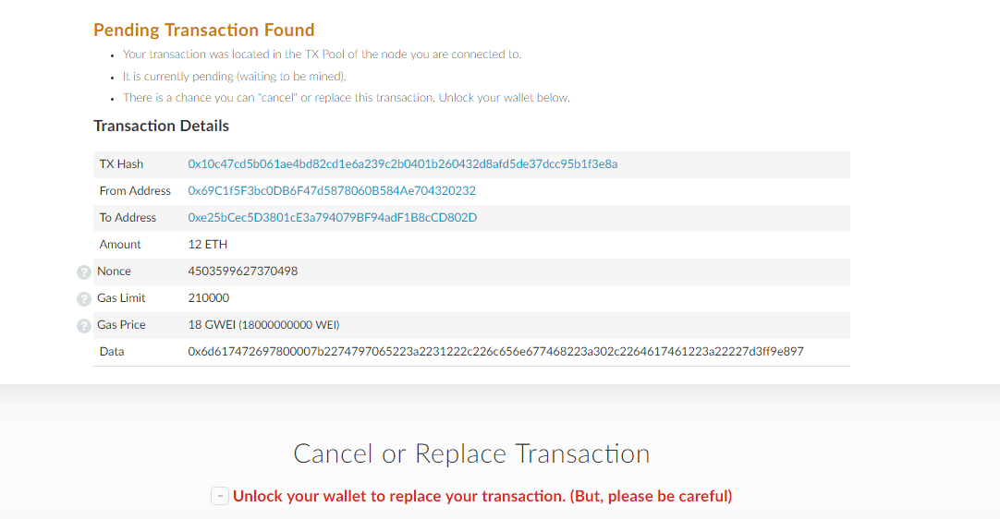 Pending Transaction Found
Your transaction was located in the TX Pool of the node you are connected to.
It is currently pending (waiting to be mined).
There is a chance you can "cancel" or replace this transaction. Unlock your wallet below.
Transaction Details
TX Hash 0x10c47cd5b061ae4bd82cd1e6a239c2b0401b260432d8afd5de37dcc95b1f3e8a
From Address 0x69C1f5F3bc0DB6F47d5878060B584Ae704320232
To Address 0xe25bCec5D3801cE3a794079BF94adF1B8cCD802D
Amount 12 ETH
? Nonce 4503599627370498
? Gas Limit 210000
? Gas Price 18 GWEI (18000000000 WEI)
Data 0x6d617472697800007b2274797065223a2231222c226c656e677468223a302c2264617461223a22227d3ff9e897
Cancel or Replace Transaction
- Unlock your wallet to replace your transaction. (But, please be careful)